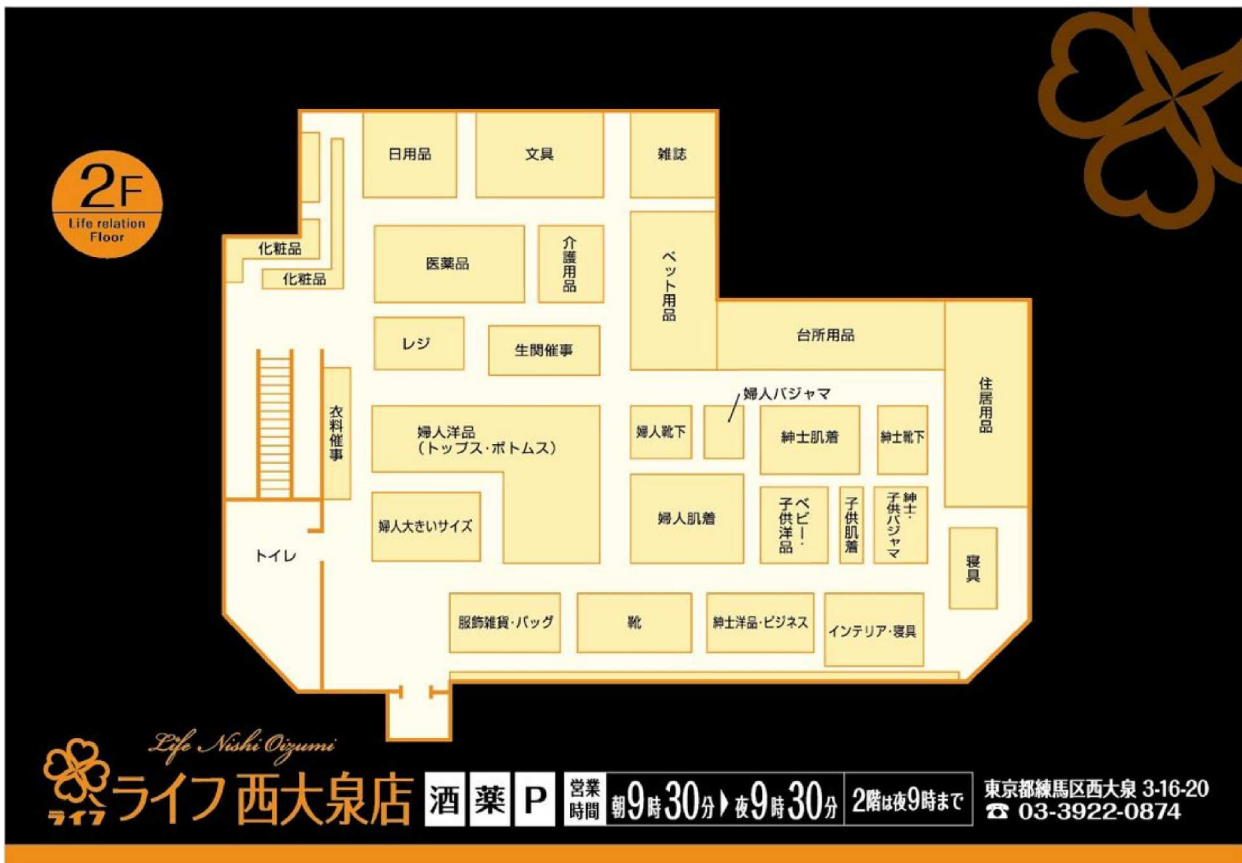 2F
Life relation
Floor
日用品
文具
雑誌
化粧品
化粧品
医薬品
介護用品
ペット用品
レジ
生関催事
台所用品
住居用品
衣料催事
婦人洋品
（トップス・ボトムス）
婦人靴下
婦人パジャマ
紳士肌着
紳士靴下
婦人大きいサイズ
婦人肌着
ベビー・
子供洋品
子供肌着
紳士・
子供パジャマ
トイレ
寝具
服飾雑貨・バッグ
靴
紳士洋品・ビジネス
インテリア・寝具
Life Nishi Oizumi
ライフ
ライフ西大泉店
酒 薬 P
営業
時間
朝9時30分▶夜9時30分
2階は夜9時まで
東京都練馬区西大泉 3-16-20
☎ 03-3922-0874